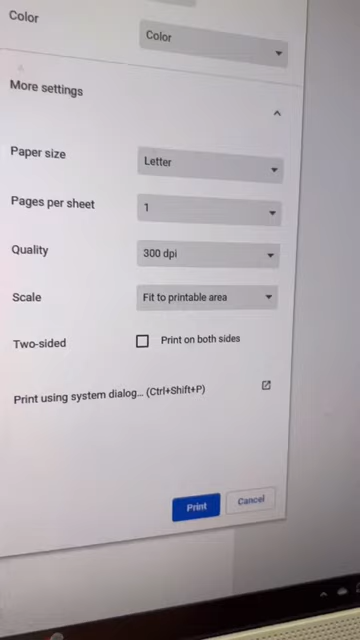 Color
Color
More settings
Paper size
Letter
Pages per sheet
1
Quality
300 dpi
Scale
Fit to printable area
Two-sided
Print on both sides
Print using system dialog... (Ctrl+Shift+P)
Print
Cancel